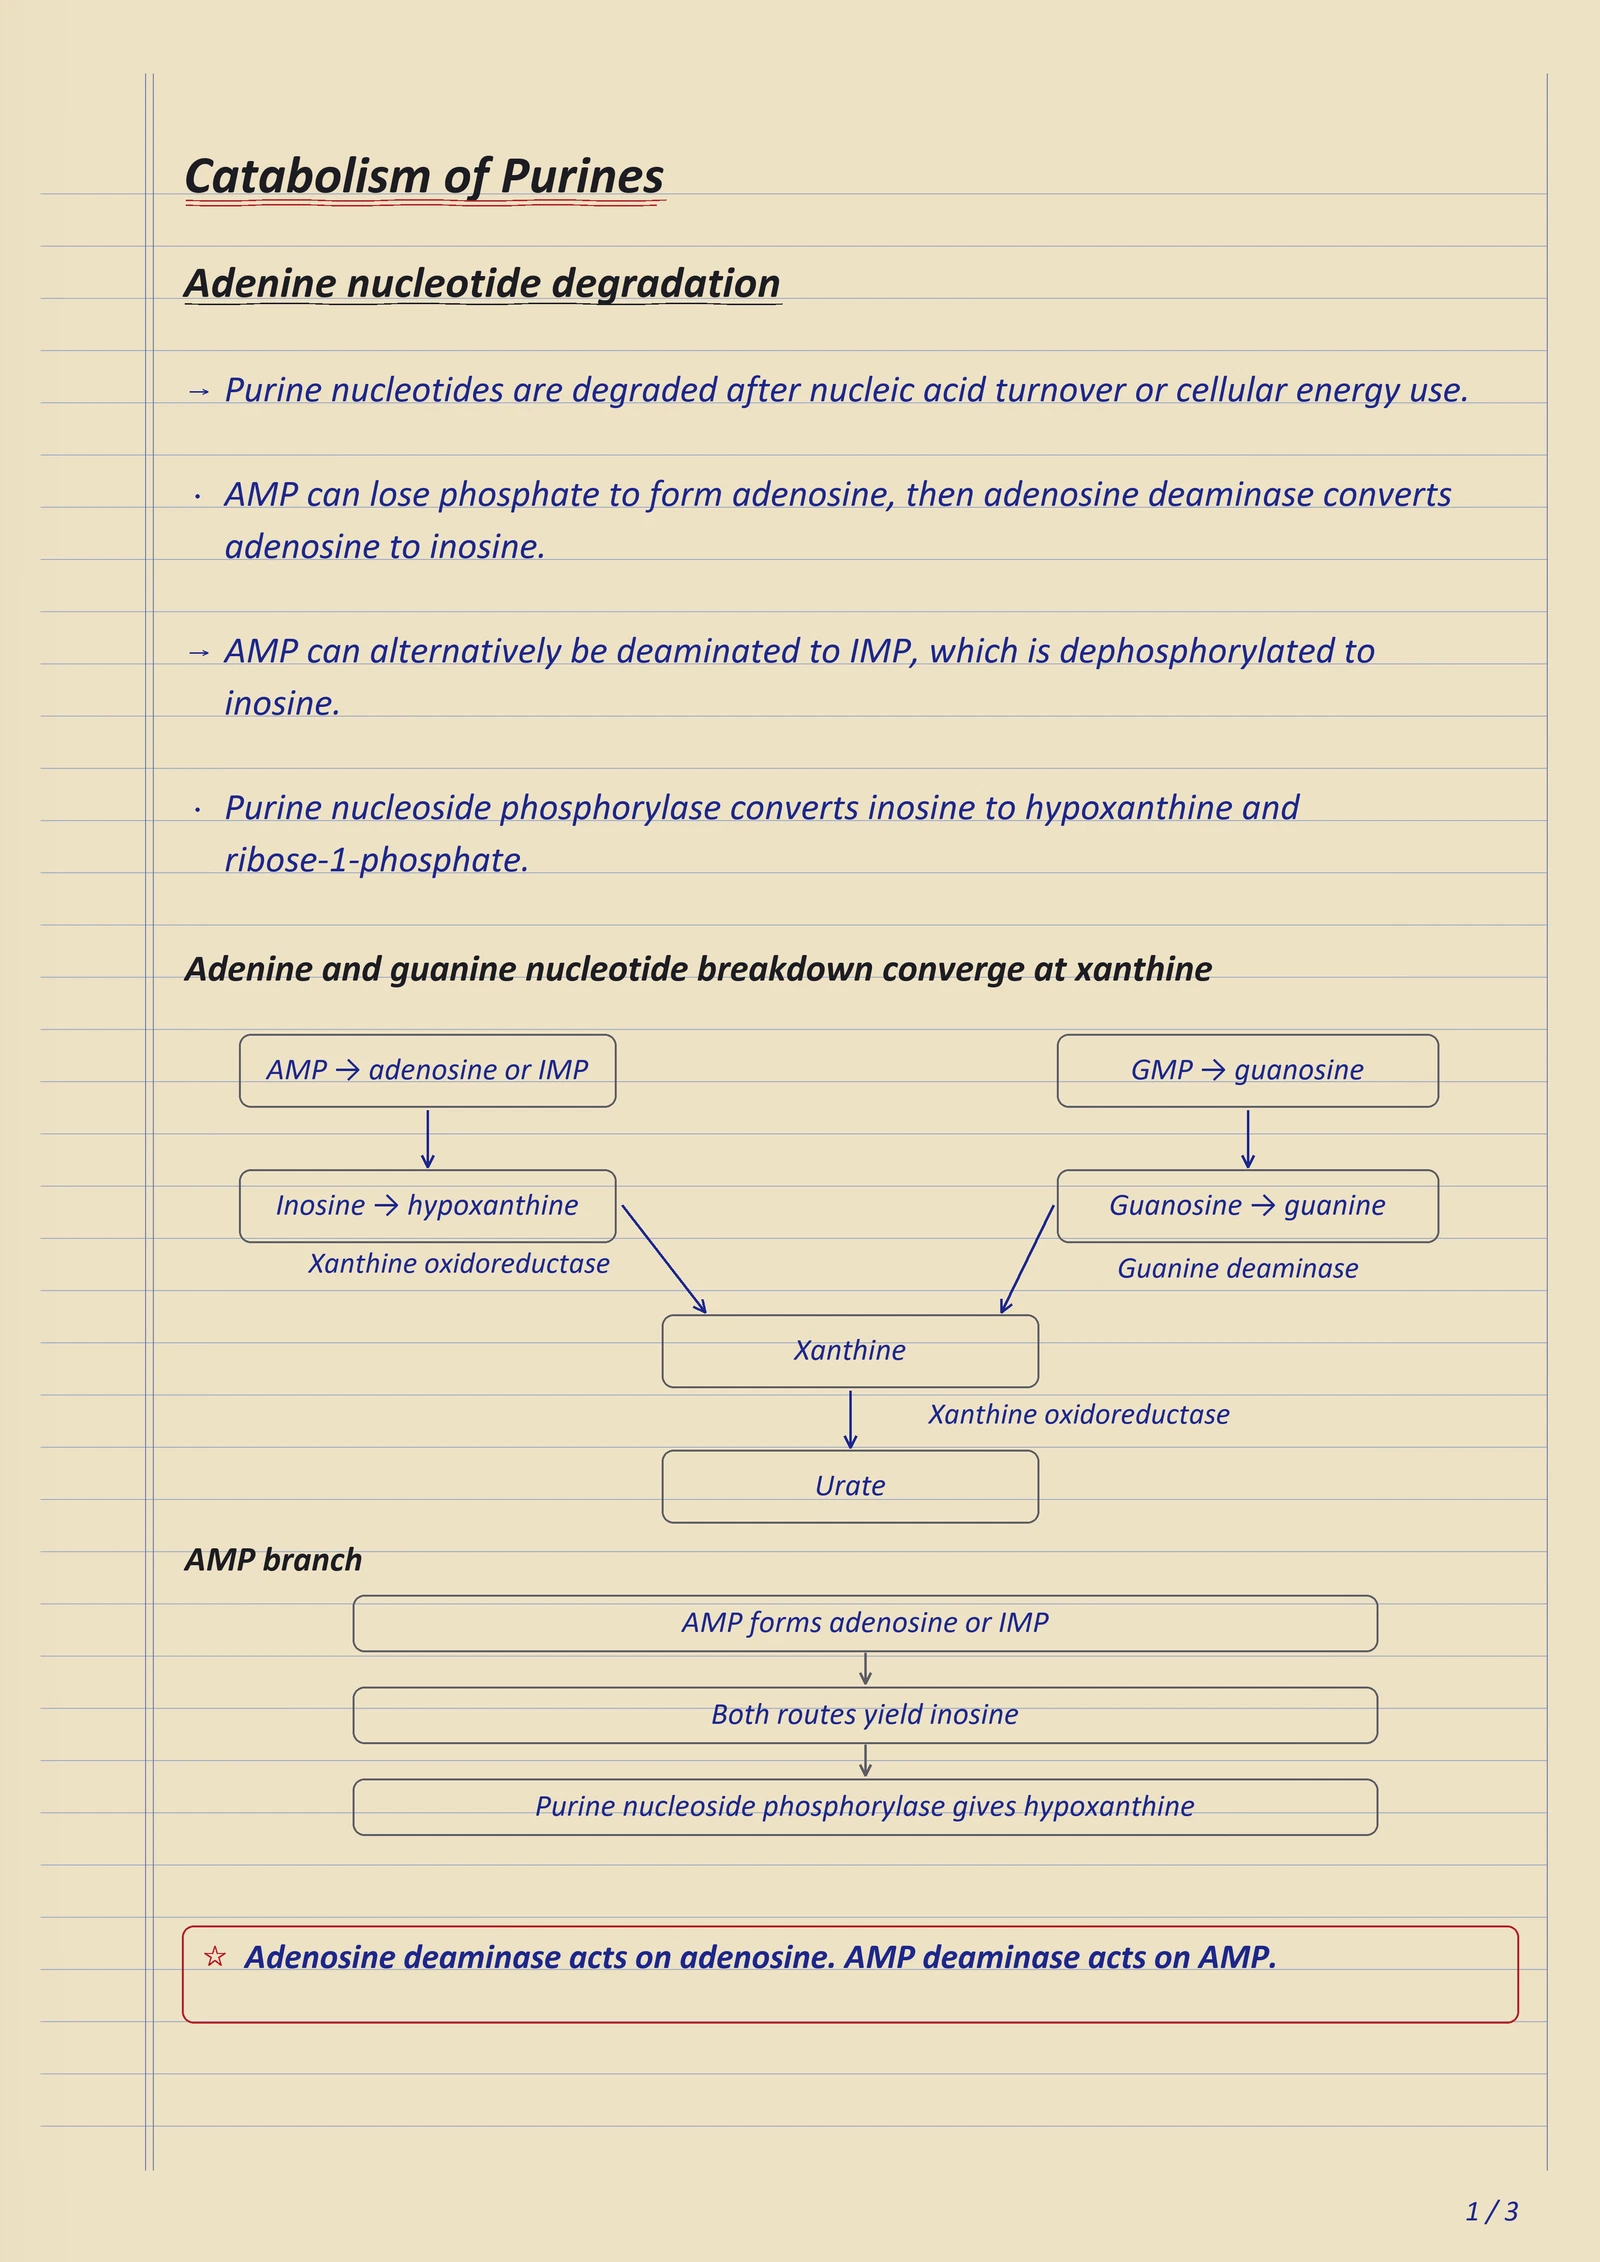 Catabolism of Purines
Adenine nucleotide degradation
→ Purine nucleotides are degraded after nucleic acid turnover or cellular energy use.
· AMP can lose phosphate to form adenosine, then adenosine deaminase converts
adenosine to inosine.
→ AMP can alternatively be deaminated to IMP, which is dephosphorylated to
inosine.
· Purine nucleoside phosphorylase converts inosine to hypoxanthine and
ribose-1-phosphate.
Adenine and guanine nucleotide breakdown converge at xanthine
AMP → adenosine or IMP
GMP → guanosine
Inosine → hypoxanthine
Guanosine → guanine
Xanthine oxidoreductase
Guanine deaminase
Xanthine
Xanthine oxidoreductase
Urate
AMP branch
AMP forms adenosine or IMP
Both routes yield inosine
Purine nucleoside phosphorylase gives hypoxanthine
☆ Adenosine deaminase acts on adenosine. AMP deaminase acts on AMP.
1 / 3